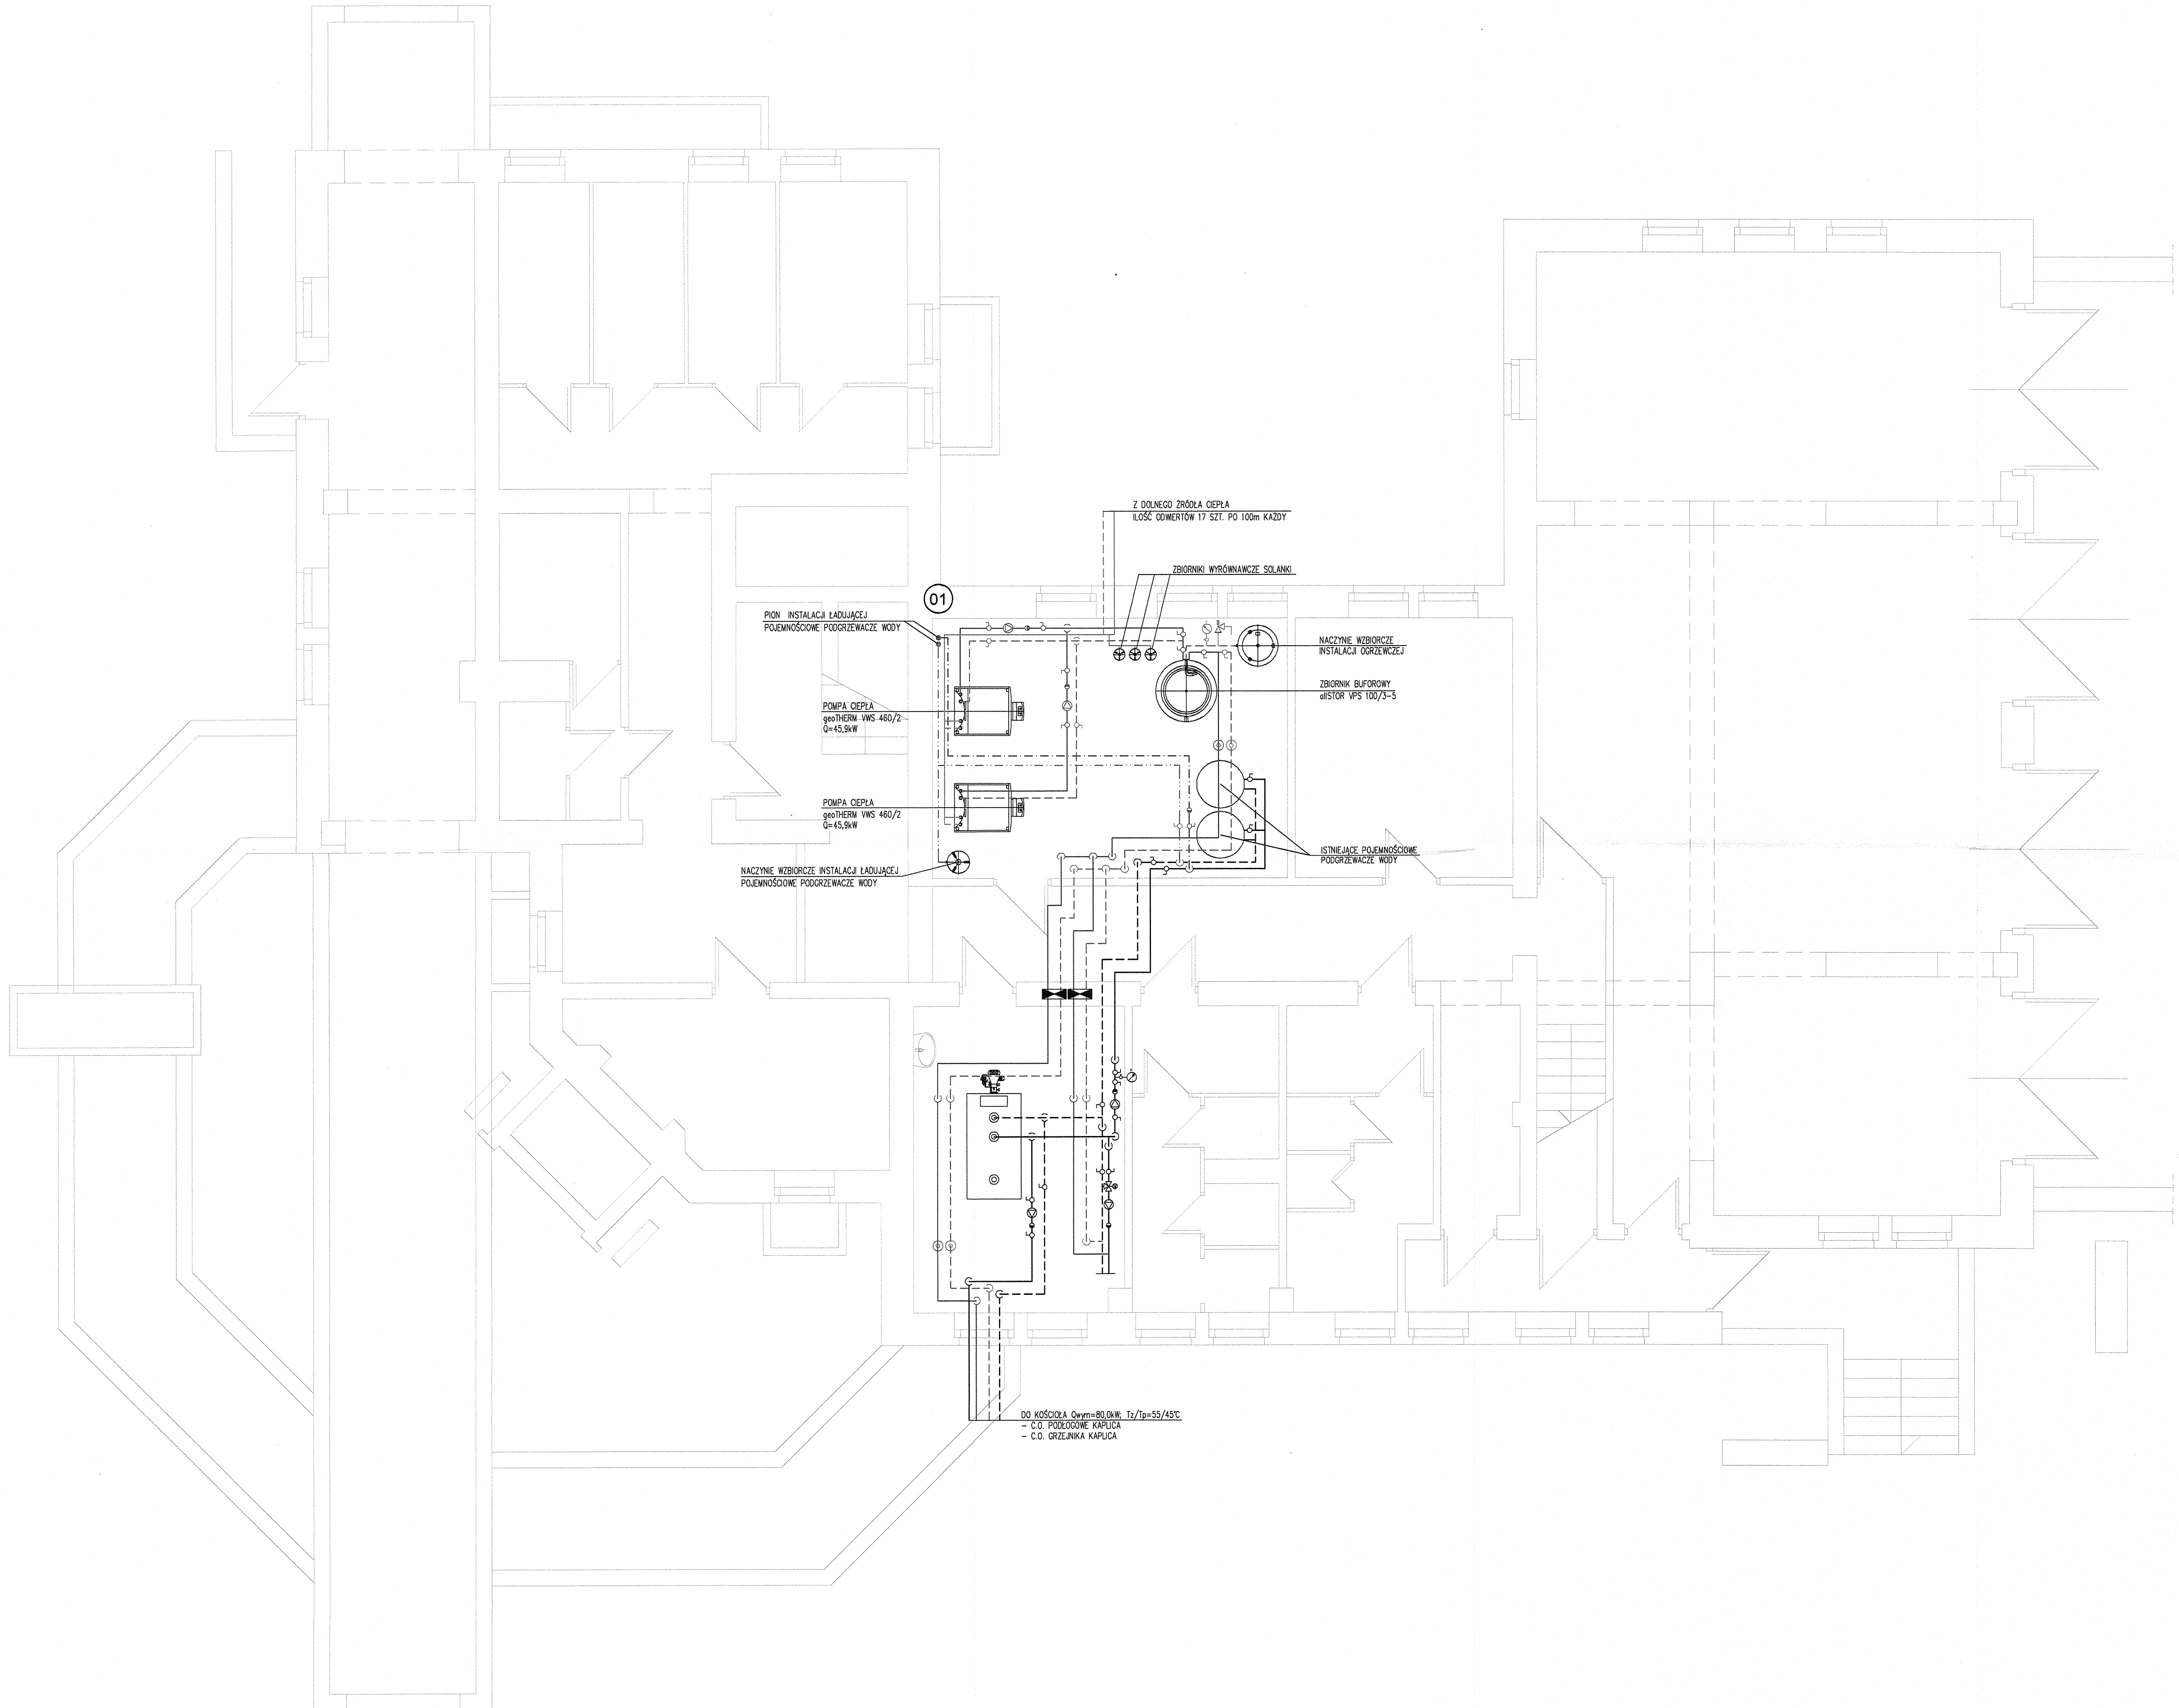 Z DOLNEGO ŹRÓDŁA CIEPŁA
ILOŚĆ ODWIERTÓW 17 SZT. PO 100m KAŻDY
ZBIORNIKI WYRÓWNAWCZE SOLANKI
01
PION INSTALACJI ŁADUJĄCEJ
POJEMNOŚCIOWE PODGRZEWACZE WODY
NACZYNIE WZBIORCZE
INSTALACJI OGRZEWCZEJ
ZBIORNIK BUFOROWY
allSTOR VPS 100/3-5
POMPA CIEPŁA
geoTHERM VWS 460/2
Q=45,9kW
POMPA CIEPŁA
geoTHERM VWS 460/2
Q=45,9kW
ISTNIEJĄCE POJEMNOŚCIOWE
PODGRZEWACZE WODY
NACZYNIE WZBIORCZE INSTALACJI ŁADUJĄCEJ
POJEMNOŚCIOWE PODGRZEWACZE WODY
DO KOŚCIOŁA Qwym=80,0kW; Tz/Tp=55/45°C
- C.O. PODŁOGOWE KAPLICA
- C.O. GRZEJNIKA KAPLICA